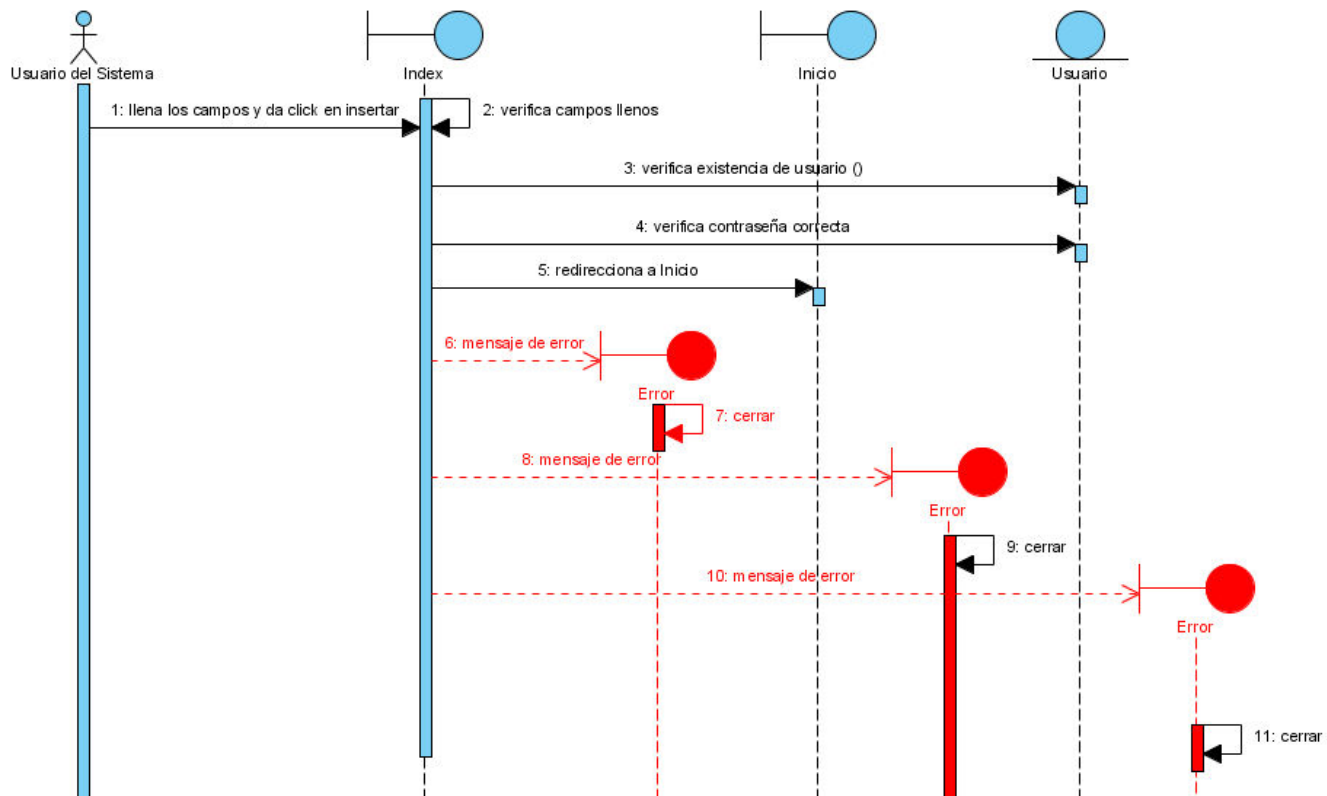 Usuario del Sistema
Index
Inicio
Usuario
1: llena los campos y da click en insertar
2: verifica campos llenos
3: verifica existencia de usuario ()
4: verifica contraseña correcta
5: redirecciona a Inicio
6: mensaje de error
Error
7: cerrar
8: mensaje de error
Error
9: cerrar
10: mensaje de error
Error
11: cerrar